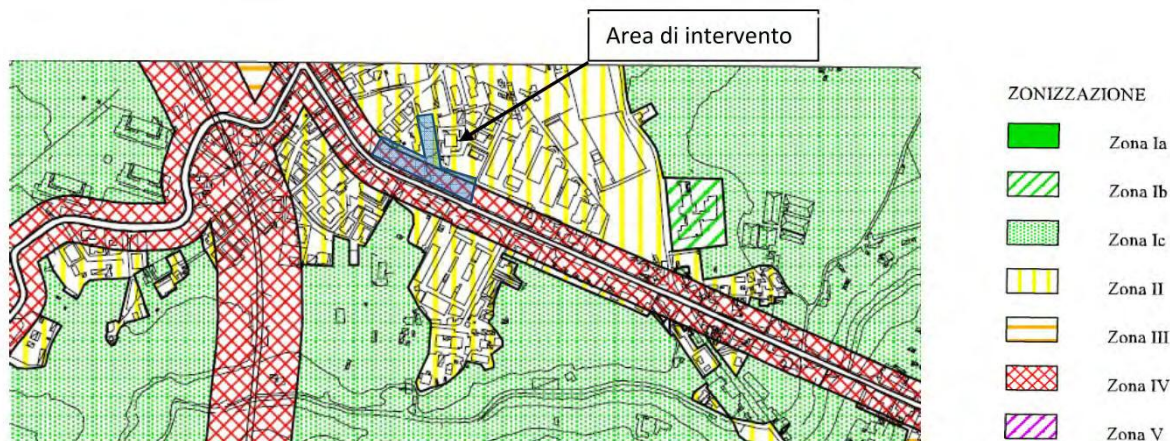 Area di intervento
ZONIZZAZIONE
Zona Ia
Zona Ib
Zona Ic
Zona II
Zona III
Zona IV
Zona V